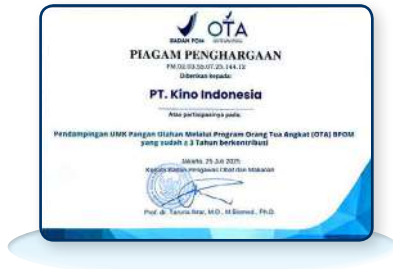 BADAN POM
OTA
PIAGAM PENGHARGAAN
Diberikan kepada:
PT. Kino Indonesia
Atas partisipasinya pada:
Pendampingan UMK Pangan Olahan Melalui Program Orang Tua Angkat (OTA) BPOM
yang sudah ≥ 3 Tahun berkontribusi
Jakarta, 25 Juli 2025
Kepala Badan Pengawas Obat dan Makanan